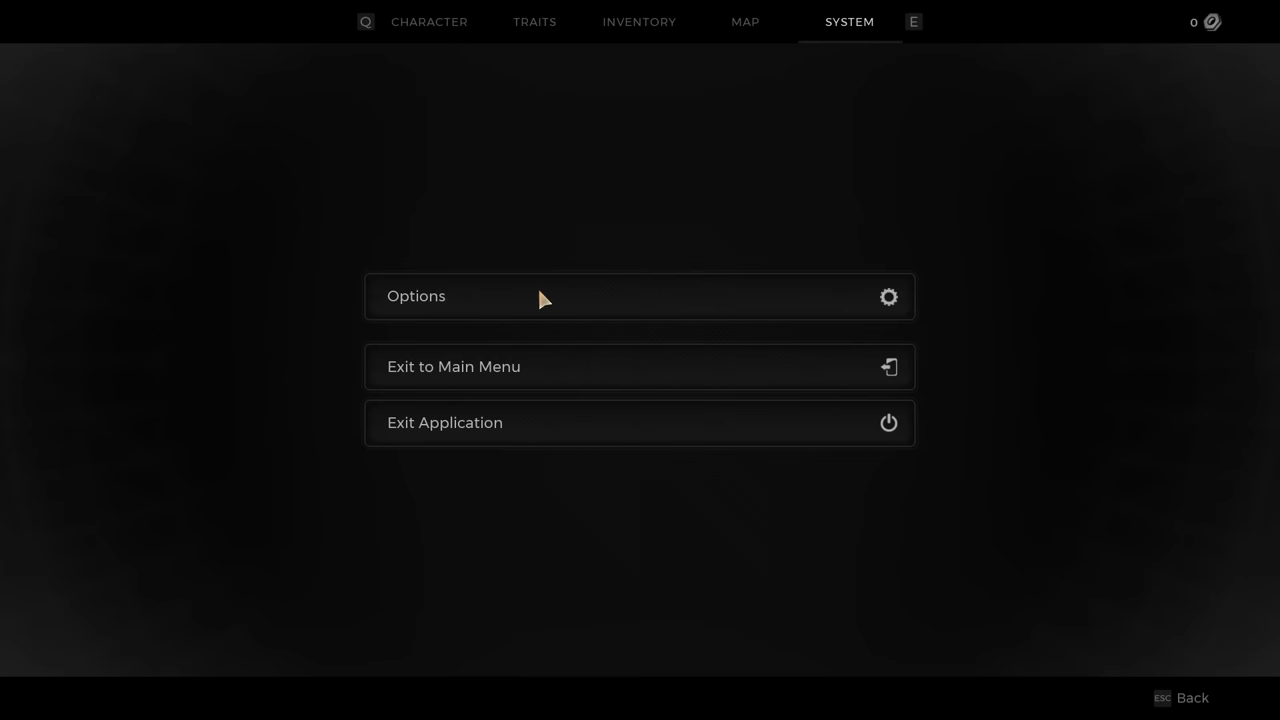 Q CHARACTER TRAITS INVENTORY MAP SYSTEM E 0
Options
Exit to Main Menu
Exit Application
ESC Back